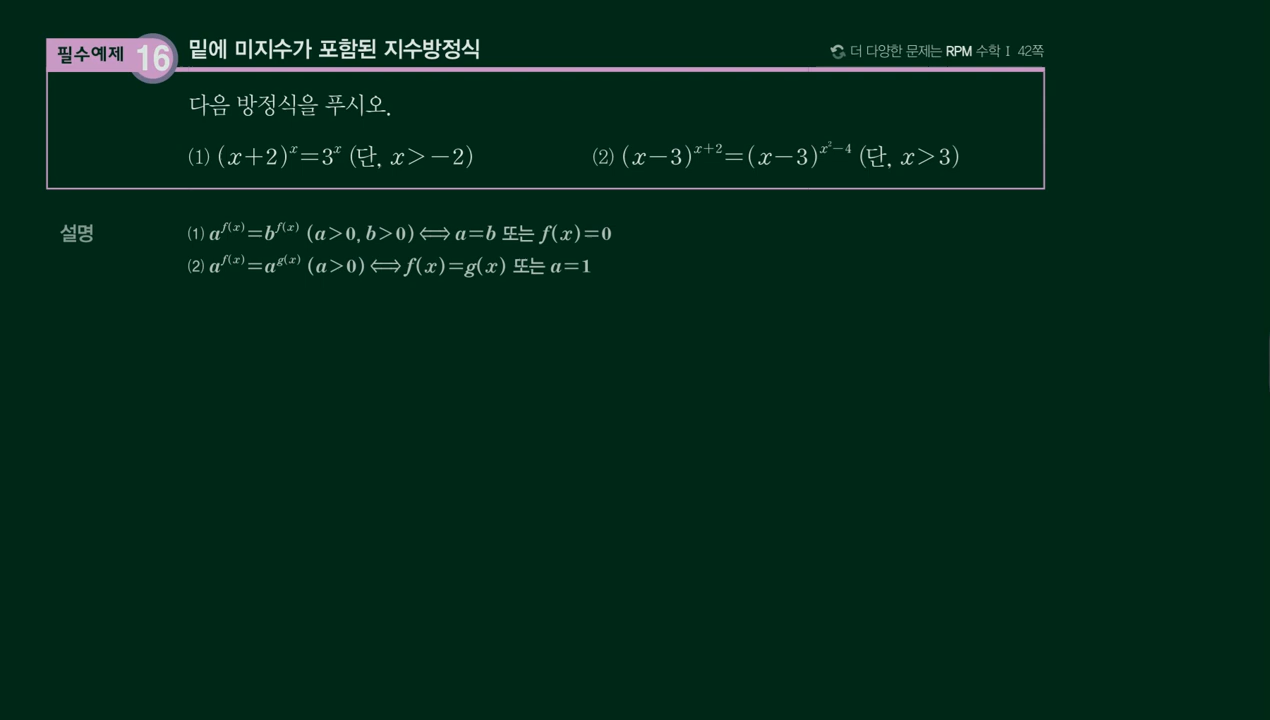 필수예제 16 밑에 미지수가 포함된 지수방정식 더 다양한 문제는 RPM 수학 Ⅰ 42쪽
다음 방정식을 푸시오.
(1) (x+2)^x=3^x (단, x>-2) (2) (x-3)^{x+2}=(x-3)^{x^2-4} (단, x>3)
설명 (1) a^{f(x)}=b^{f(x)} (a>0, b>0) ⟺ a=b 또는 f(x)=0
(2) a^{f(x)}=a^{g(x)} (a>0) ⟺ f(x)=g(x) 또는 a=1